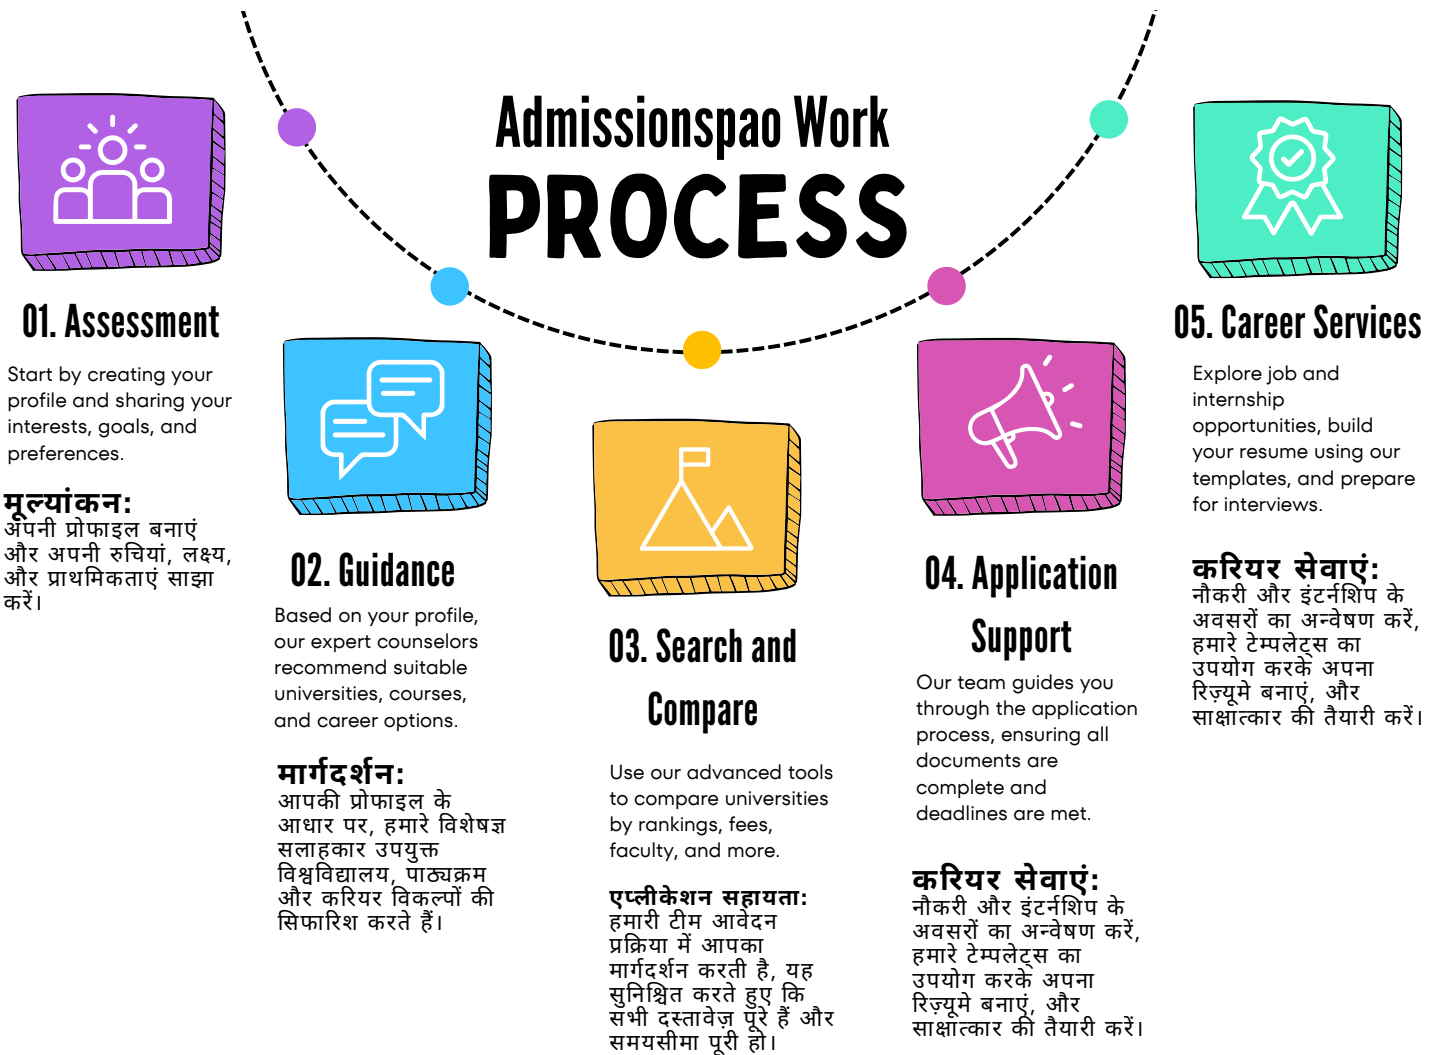 Admissionspao Work
PROCESS
01. Assessment
Start by creating your
profile and sharing your
interests, goals, and
preferences.
मूल्यांकन:
अपनी प्रोफाइल बनाएं
और अपनी रुचियां, लक्ष्य,
और प्राथमिकताएं साझा
करें।
02. Guidance
Based on your profile,
our expert counselors
recommend suitable
universities, courses,
and career options.
मार्गदर्शन:
आपकी प्रोफाइल के
आधार पर, हमारे विशेषज्ञ
सलाहकार उपयुक्त
विश्वविद्यालय, पाठ्यक्रम
और करियर विकल्पों की
सिफारिश करते हैं।
03. Search and
Compare
Use our advanced tools
to compare universities
by rankings, fees,
faculty, and more.
एप्लीकेशन सहायता:
हमारी टीम आवेदन
प्रक्रिया में आपका
मार्गदर्शन करती है, यह
सुनिश्चित करते हुए कि
सभी दस्तावेज़ पूरे हैं और
समयसीमा पूरी हो।
04. Application
Support
Our team guides you
through the application
process, ensuring all
documents are
complete and
deadlines are met.
करियर सेवाएं:
नौकरी और इंटर्नशिप के
अवसरों का अन्वेषण करें,
हमारे टेम्पलेट्स का
उपयोग करके अपना
रिज़्यूमे बनाएं, और
साक्षात्कार की तैयारी करें।
05. Career Services
Explore job and
internship
opportunities, build
your resume using our
templates, and prepare
for interviews.
करियर सेवाएं:
नौकरी और इंटर्नशिप के
अवसरों का अन्वेषण करें,
हमारे टेम्पलेट्स का
उपयोग करके अपना
रिज़्यूमे बनाएं, और
साक्षात्कार की तैयारी करें।